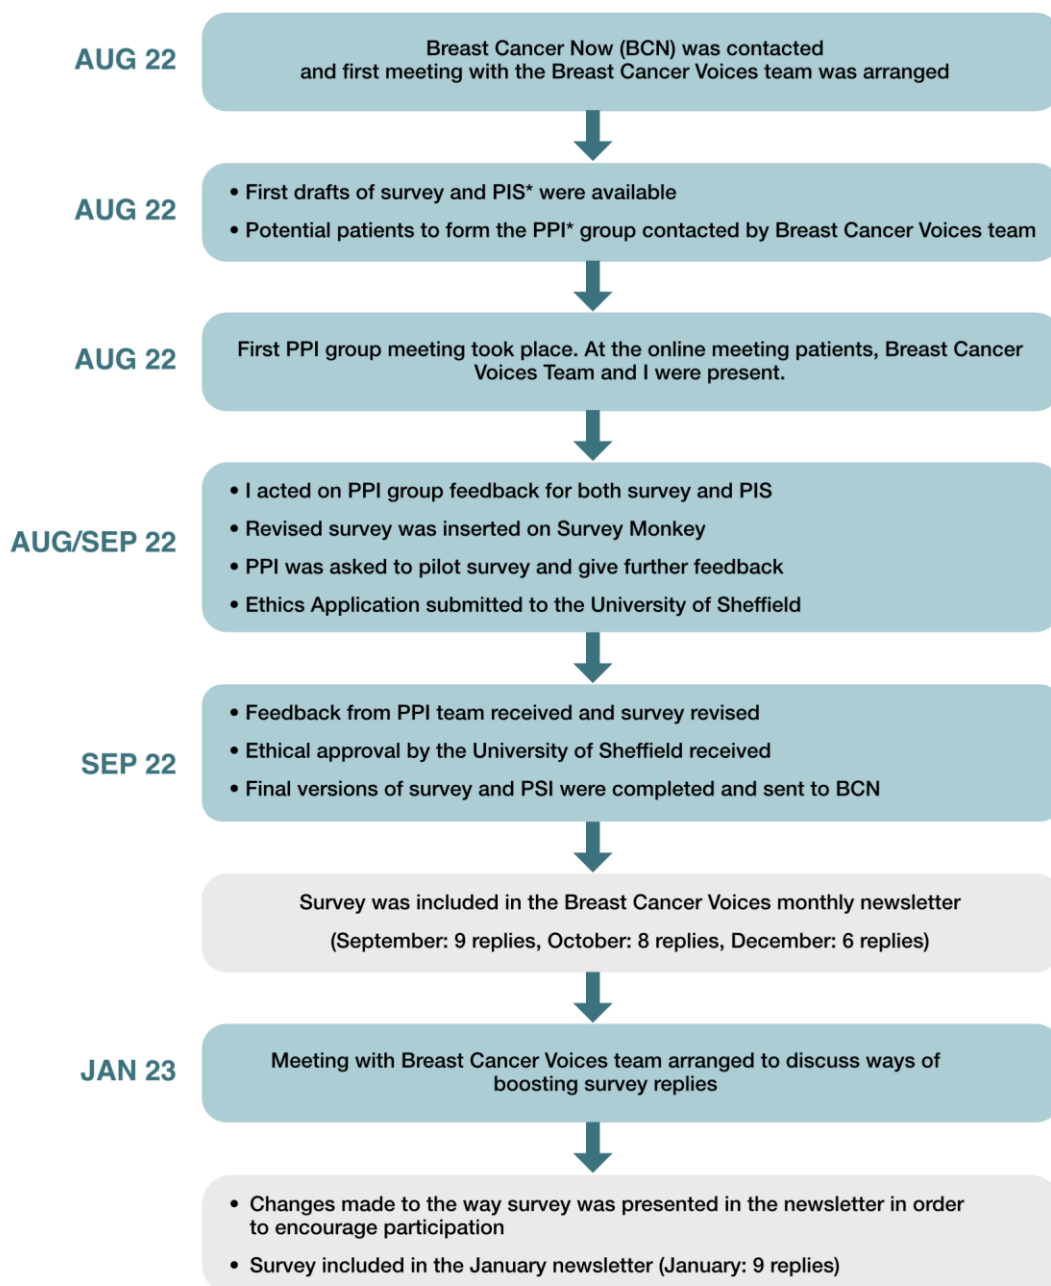 AUG 22
Breast Cancer Now (BCN) was contacted
and first meeting with the Breast Cancer Voices team was arranged
AUG 22
• First drafts of survey and PIS* were available
• Potential patients to form the PPI* group contacted by Breast Cancer Voices team
AUG 22
First PPI group meeting took place. At the online meeting patients, Breast Cancer
Voices Team and I were present.
AUG/SEP 22
• I acted on PPI group feedback for both survey and PIS
• Revised survey was inserted on Survey Monkey
• PPI was asked to pilot survey and give further feedback
• Ethics Application submitted to the University of Sheffield
SEP 22
• Feedback from PPI team received and survey revised
• Ethical approval by the University of Sheffield received
• Final versions of survey and PSI were completed and sent to BCN
Survey was included in the Breast Cancer Voices monthly newsletter
(September: 9 replies, October: 8 replies, December: 6 replies)
JAN 23
Meeting with Breast Cancer Voices team arranged to discuss ways of
boosting survey replies
• Changes made to the way survey was presented in the newsletter in order
to encourage participation
• Survey included in the January newsletter (January: 9 replies)